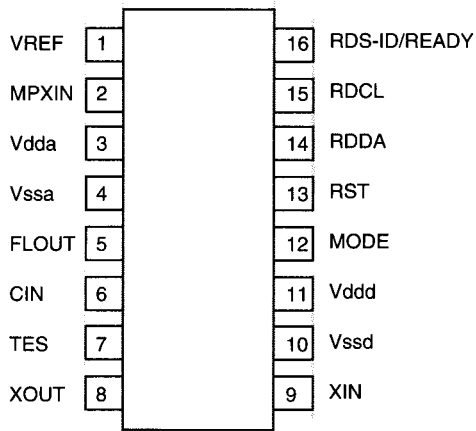 VREF 1 16 RDS-ID/READY
MPXIN 2 15 RDCL
Vdda 3 14 RDDA
Vssa 4 13 RST
FLOUT 5 12 MODE
CIN 6 11 Vddd
TES 7 10 Vssd
XOUT 8 9 XIN